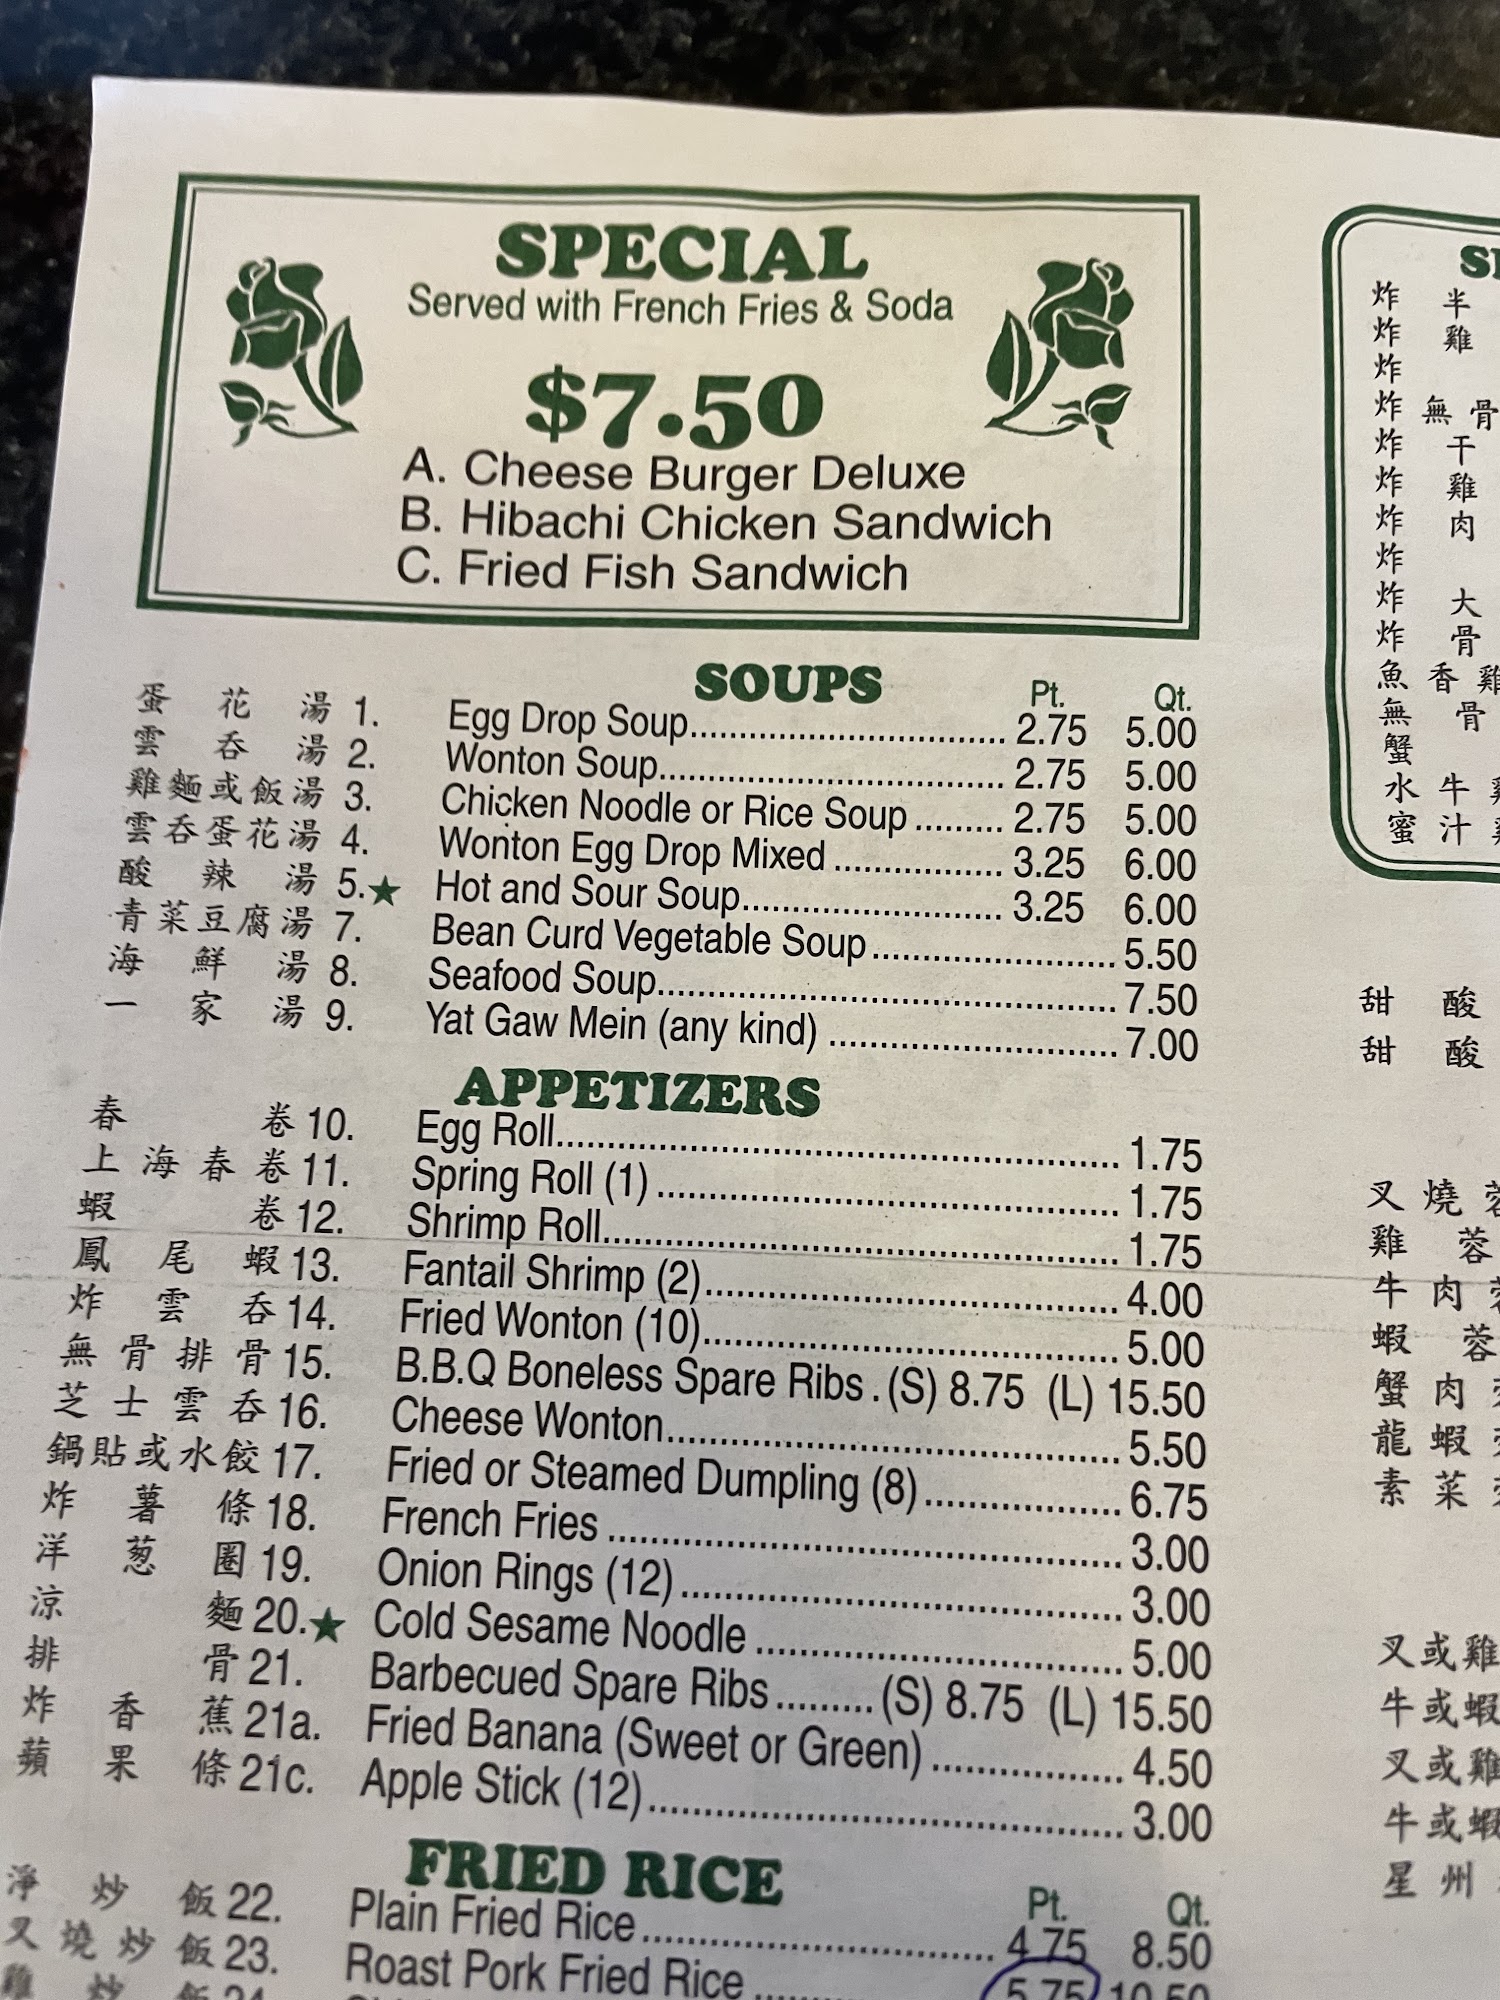 SPECIAL
Served with French Fries & Soda
$7.50
A. Cheese Burger Deluxe
B. Hibachi Chicken Sandwich
C. Fried Fish Sandwich
SOUPS Pt. Qt.
蛋花湯 1. Egg Drop Soup 2.75 5.00
雲吞湯 2. Wonton Soup 2.75 5.00
雞麵或飯湯 3. Chicken Noodle or Rice Soup 2.75 5.00
雲吞蛋花湯 4. Wonton Egg Drop Mixed 3.25 6.00
酸辣湯 5.★ Hot and Sour Soup 3.25 6.00
青菜豆腐湯 7. Bean Curd Vegetable Soup 5.50
海鮮湯 8. Seafood Soup 7.50
一家湯 9. Yat Gaw Mein (any kind) 7.00
APPETIZERS
春卷 10. Egg Roll 1.75
上海春卷 11. Spring Roll (1) 1.75
蝦卷 12. Shrimp Roll 1.75
鳳尾蝦 13. Fantail Shrimp (2) 4.00
炸雲吞 14. Fried Wonton (10) 5.00
無骨排骨 15. B.B.Q Boneless Spare Ribs . (S) 8.75 (L) 15.50
芝士雲吞 16. Cheese Wonton 5.50
鍋貼或水餃 17. Fried or Steamed Dumpling (8) 6.75
炸薯條 18. French Fries 3.00
洋葱圈 19. Onion Rings (12) 3.00
涼麵 20.★ Cold Sesame Noodle 5.00
排骨 21. Barbecued Spare Ribs (S) 8.75 (L) 15.50
炸香蕉 21a. Fried Banana (Sweet or Green) 4.50
蘋果條 21c. Apple Stick (12) 3.00
FRIED RICE Pt. Qt.
淨炒飯 22. Plain Fried Rice 4.75 8.50
叉燒炒飯 23. Roast Pork Fried Rice 5.75 10.50
炸半
炸雞
炸
炸無骨
炸干
炸雞
炸肉
炸
炸大
炸骨
魚香雞
無骨
蟹
水牛
蜜汁
甜酸
甜酸
叉燒蓉
雞蓉
牛肉
蝦蓉
蟹肉
龍蝦
素菜
叉或雞
牛或蝦
叉或雞
牛或蝦
星州